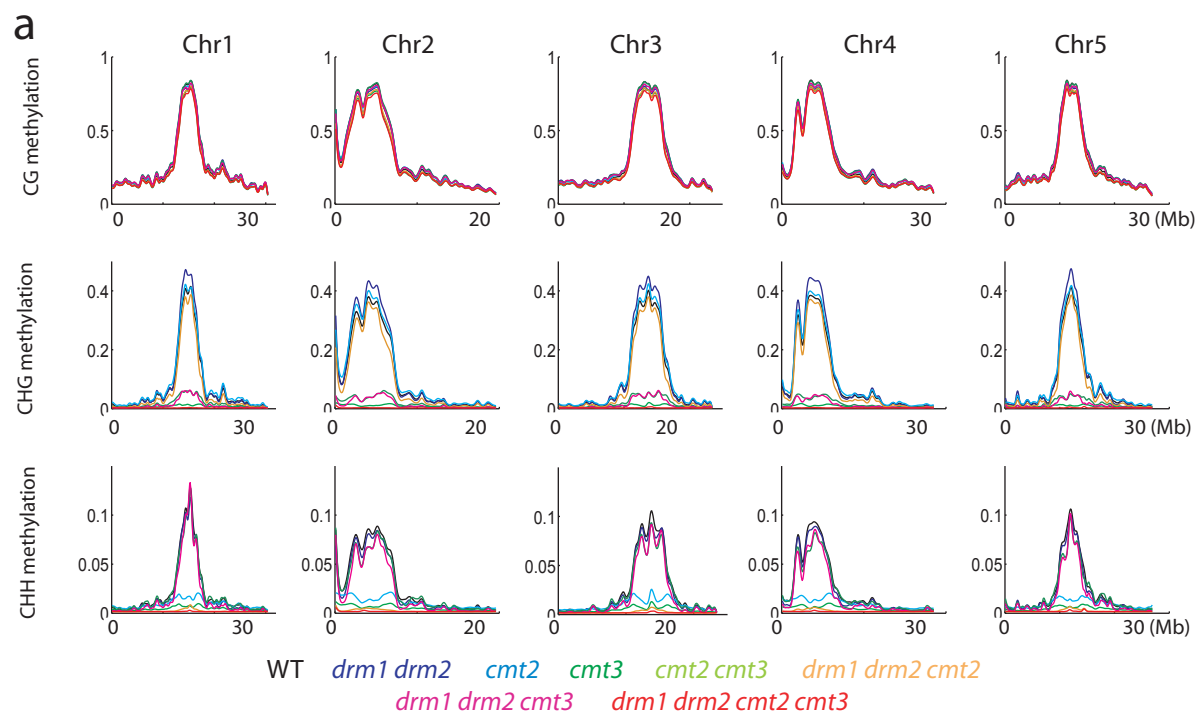 a
Chr1 Chr2 Chr3 Chr4 Chr5
CG methylation
1 1 1 1 1
0.5 0.5 0.5 0.5 0.5
0 0 0 0 0
0 30 0 20 0 20 0 30 0 30 (Mb)
CHG methylation
0.4 0.4 0.4 0.4 0.4
0.2 0.2 0.2 0.2 0.2
0 0 0 0 0
0 30 0 20 0 20 0 30 0 30 (Mb)
CHH methylation
0.1 0.1 0.1 0.1 0.1
0.05 0.05 0.05 0.05 0.05
0 0 0 0 0
0 30 0 20 0 20 0 30 0 30 (Mb)
WT drm1 drm2 cmt2 cmt3 cmt2 cmt3 drm1 drm2 cmt2
drm1 drm2 cmt3 drm1 drm2 cmt2 cmt3